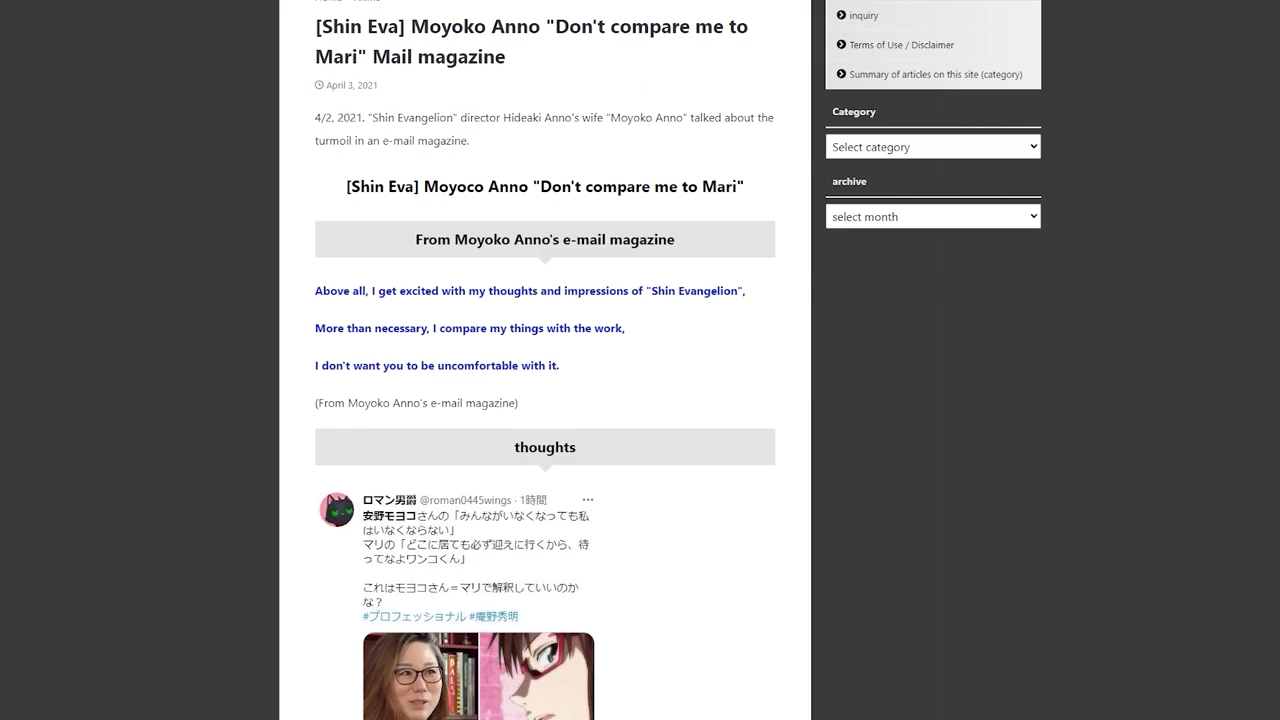 [Shin Eva] Moyoko Anno "Don't compare me to
Mari" Mail magazine
April 3, 2021
4/2, 2021. "Shin Evangelion" director Hideaki Anno's wife "Moyoko Anno" talked about the
turmoil in an e-mail magazine.
[Shin Eva] Moyoco Anno "Don't compare me to Mari"
From Moyoko Anno's e-mail magazine
Above all, I get excited with my thoughts and impressions of "Shin Evangelion",
More than necessary, I compare my things with the work,
I don't want you to be uncomfortable with it.
(From Moyoko Anno's e-mail magazine)
thoughts
ロマン男爵 @roman0445wings · 1時間 ···
安野モヨコさんの「みんながいなくなっても私
はいなくならない」
マリの「どこに居ても必ず迎えに行くから、待
ってなよワンコくん」
これはモヨコさん＝マリで解釈していいのか
な？
#プロフェッショナル #庵野秀明
inquiry
Terms of Use / Disclaimer
Summary of articles on this site (category)
Category
Select category
archive
select month